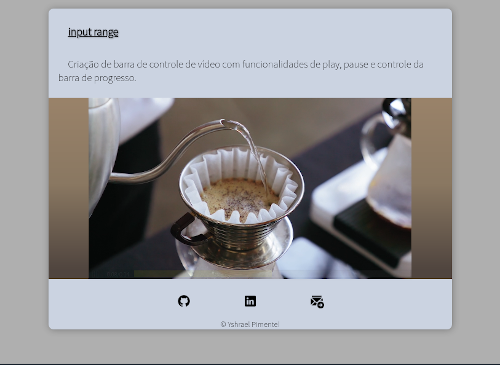 input range
Criação de barra de controle de vídeo com funcionalidades de play, pause e controle da
barra de progresso.
© Yshrael Pimentel